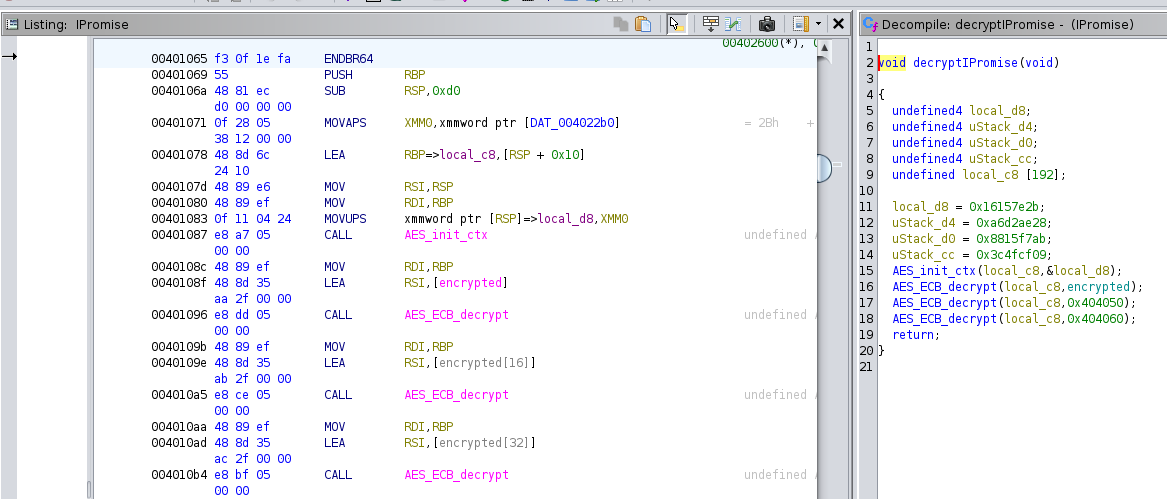 Listing: IPromise
00402600(*), 0
00401065 f3 0f 1e fa ENDBR64
00401069 55 PUSH RBP
0040106a 48 81 ec SUB RSP,0xd0
d0 00 00 00
00401071 0f 28 05 MOVAPS XMM0,xmmword ptr [DAT_004022b0] = 2Bh +
38 12 00 00
00401078 48 8d 6c LEA RBP=>local_c8,[RSP + 0x10]
24 10
0040107d 48 89 e6 MOV RSI,RSP
00401080 48 89 ef MOV RDI,RBP
00401083 0f 11 04 24 MOVUPS xmmword ptr [RSP]=>local_d8,XMM0
00401087 e8 a7 05 CALL AES_init_ctx undefined A
00 00
0040108c 48 89 ef MOV RDI,RBP
0040108f 48 8d 35 LEA RSI,[encrypted]
aa 2f 00 00
00401096 e8 dd 05 CALL AES_ECB_decrypt undefined A
00 00
0040109b 48 89 ef MOV RDI,RBP
0040109e 48 8d 35 LEA RSI,[encrypted[16]]
ab 2f 00 00
004010a5 e8 ce 05 CALL AES_ECB_decrypt undefined A
00 00
004010aa 48 89 ef MOV RDI,RBP
004010ad 48 8d 35 LEA RSI,[encrypted[32]]
ac 2f 00 00
004010b4 e8 bf 05 CALL AES_ECB_decrypt undefined A
00 00
Decompile: decryptIPromise - (IPromise)
1
2 void decryptIPromise(void)
3
4 {
5 undefined4 local_d8;
6 undefined4 uStack_d4;
7 undefined4 uStack_d0;
8 undefined4 uStack_cc;
9 undefined local_c8 [192];
10
11 local_d8 = 0x16157e2b;
12 uStack_d4 = 0xa6d2ae28;
13 uStack_d0 = 0x8815f7ab;
14 uStack_cc = 0x3c4fcf09;
15 AES_init_ctx(local_c8,&local_d8);
16 AES_ECB_decrypt(local_c8,encrypted);
17 AES_ECB_decrypt(local_c8,0x404050);
18 AES_ECB_decrypt(local_c8,0x404060);
19 return;
20 }
21